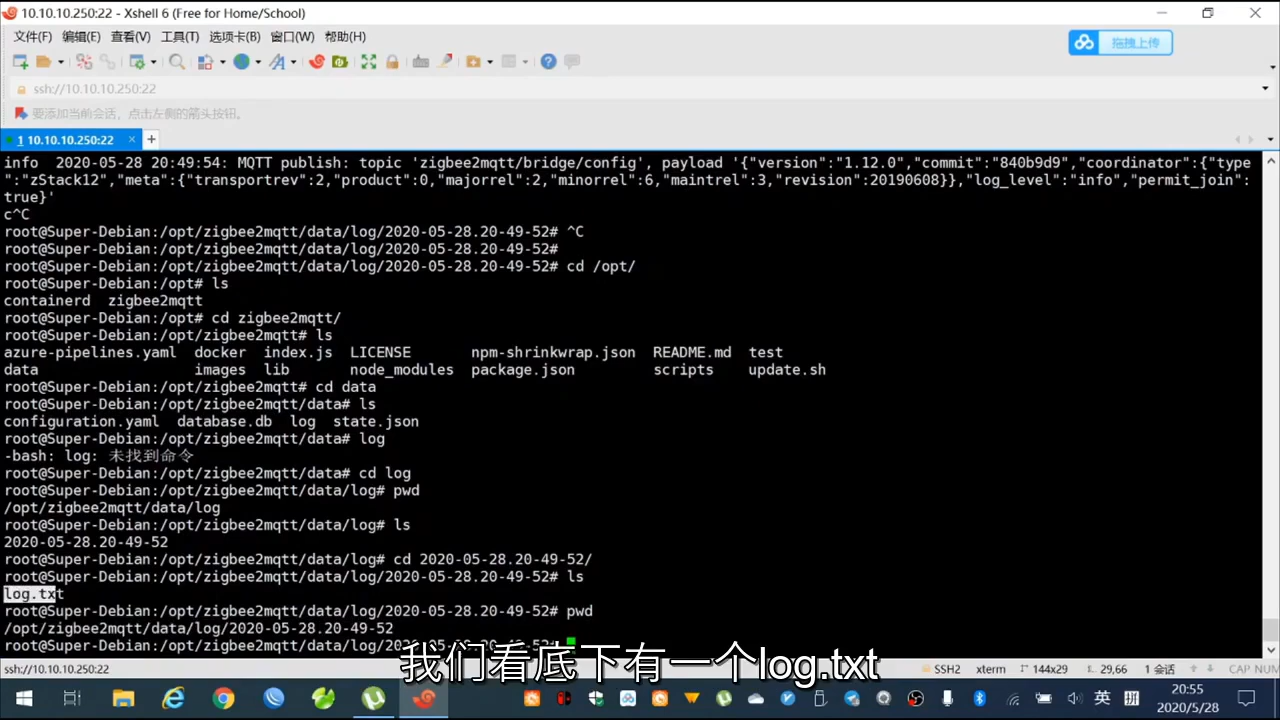 10.10.10.250:22 - Xshell 6 (Free for Home/School)
文件(F) 编辑(E) 查看(V) 工具(T) 选项卡(B) 窗口(W) 帮助(H)
拖拽上传
ssh://10.10.10.250:22
要添加当前会话，点击左侧的箭头按钮。
1 10.10.10.250:22
info  2020-05-28 20:49:54: MQTT publish: topic 'zigbee2mqtt/bridge/config', payload '{"version":"1.12.0","commit":"840b9d9","coordinator":{"type
":"zStack12","meta":{"transportrev":2,"product":0,"majorrel":2,"minorrel":6,"maintrel":3,"revision":20190608}},"log_level":"info","permit_join":
true}'
c^C
root@Super-Debian:/opt/zigbee2mqtt/data/log/2020-05-28.20-49-52# ^C
root@Super-Debian:/opt/zigbee2mqtt/data/log/2020-05-28.20-49-52#
root@Super-Debian:/opt/zigbee2mqtt/data/log/2020-05-28.20-49-52# cd /opt/
root@Super-Debian:/opt# ls
containerd  zigbee2mqtt
root@Super-Debian:/opt# cd zigbee2mqtt/
root@Super-Debian:/opt/zigbee2mqtt# ls
azure-pipelines.yaml  docker  index.js  LICENSE       npm-shrinkwrap.json  README.md  test
data                  images  lib       node_modules  package.json         scripts    update.sh
root@Super-Debian:/opt/zigbee2mqtt# cd data
root@Super-Debian:/opt/zigbee2mqtt/data# ls
configuration.yaml  database.db  log  state.json
root@Super-Debian:/opt/zigbee2mqtt/data# log
-bash: log: 未找到命令
root@Super-Debian:/opt/zigbee2mqtt/data# cd log
root@Super-Debian:/opt/zigbee2mqtt/data/log# pwd
/opt/zigbee2mqtt/data/log
root@Super-Debian:/opt/zigbee2mqtt/data/log# ls
2020-05-28.20-49-52
root@Super-Debian:/opt/zigbee2mqtt/data/log# cd 2020-05-28.20-49-52/
root@Super-Debian:/opt/zigbee2mqtt/data/log/2020-05-28.20-49-52# ls
log.txt
root@Super-Debian:/opt/zigbee2mqtt/data/log/2020-05-28.20-49-52# pwd
/opt/zigbee2mqtt/data/log/2020-05-28.20-49-52
root@Super-Debian:/opt/zigbee2mqtt/data/log/2020-05-28.20-49-52#
我们看底下有一个log.txt
ssh://10.10.10.250:22 SSH2 xterm 144x29 29,66 1 会话 CAP NUM
英 拼 20:55
2020/5/28